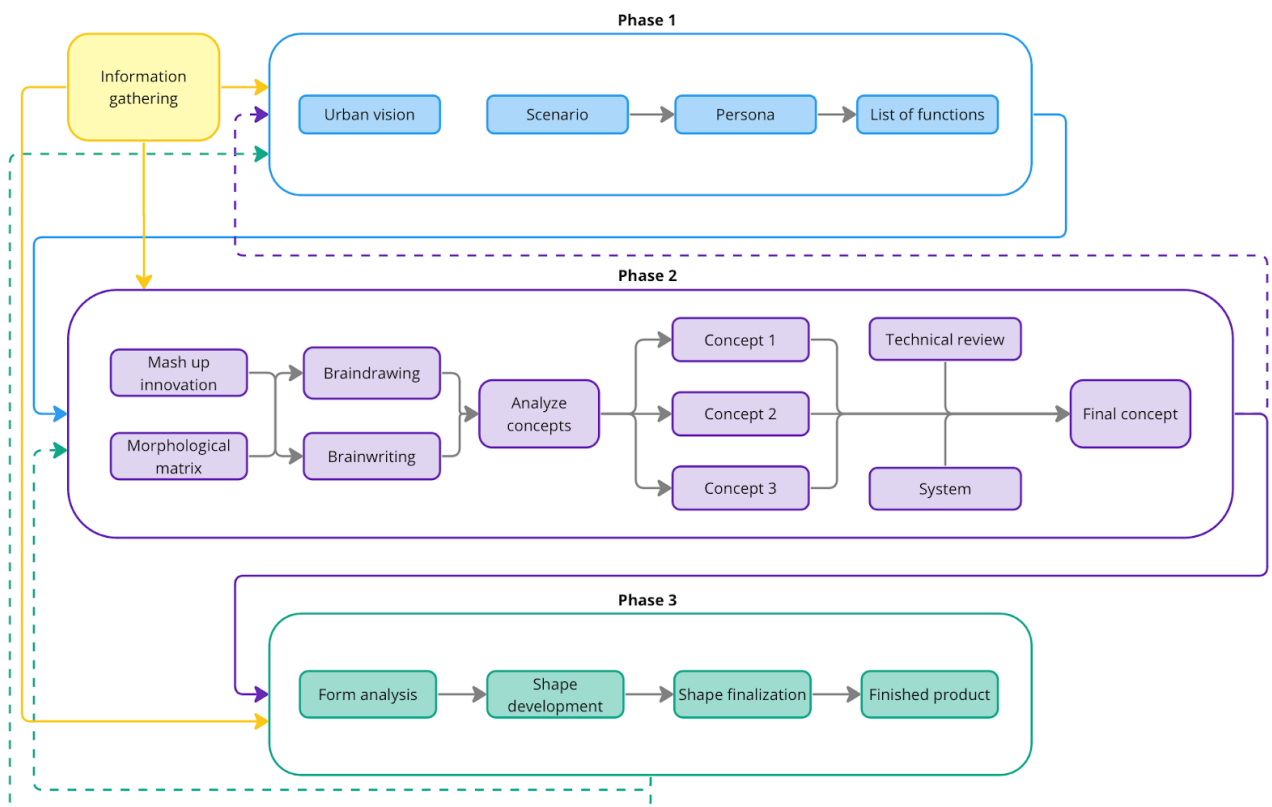 Phase 1
Information
gathering
Urban vision
Scenario
Persona
List of functions
Phase 2
Mash up
innovation
Morphological
matrix
Braindrawing
Brainwriting
Analyze
concepts
Concept 1
Concept 2
Concept 3
Technical review
System
Final concept
Phase 3
Form analysis
Shape
development
Shape finalization
Finished product